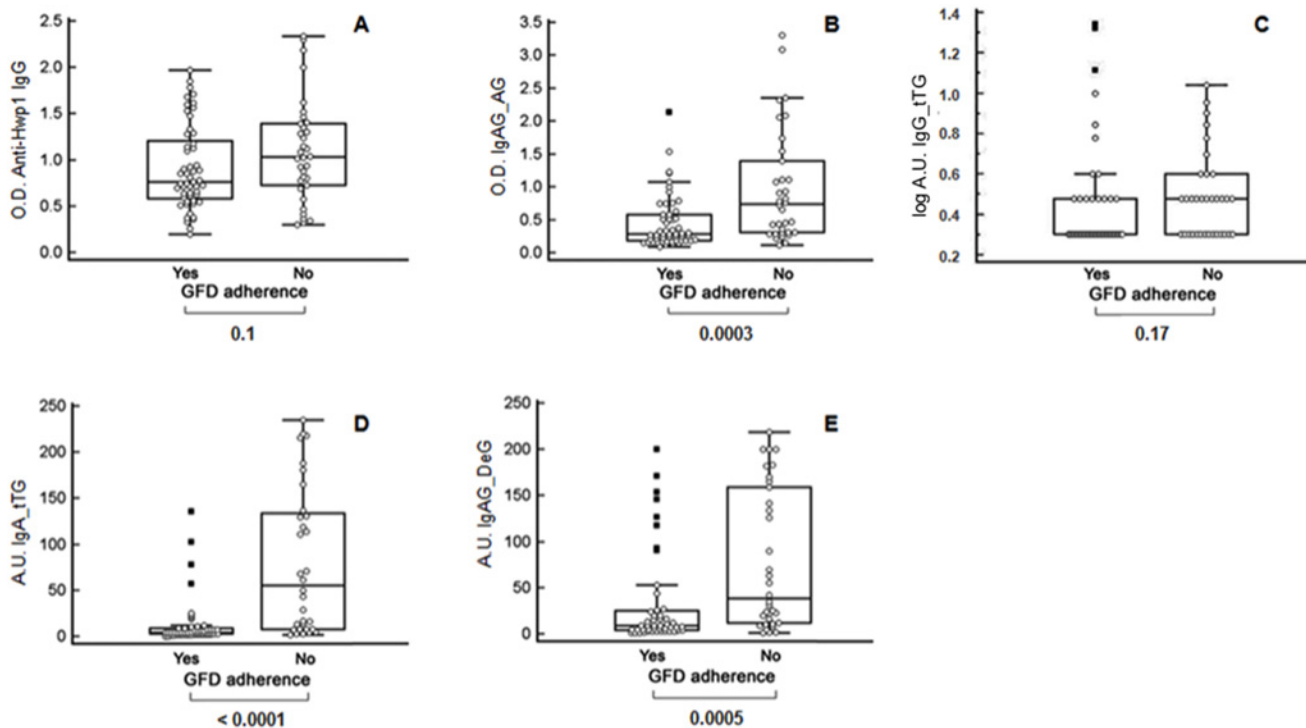 A
O.D. Anti-Hwp1 IgG
2.5
2.0
1.5
1.0
0.5
0.0
Yes No
GFD adherence
0.1
B
O.D. IgAG_AG
3.5
3.0
2.5
2.0
1.5
1.0
0.5
0.0
Yes No
GFD adherence
0.0003
C
log A.U. IgG_tTG
1.4
1.2
1.0
0.8
0.6
0.4
0.2
Yes No
GFD adherence
0.17
D
A.U. IgA_tTG
250
200
150
100
50
0
Yes No
GFD adherence
< 0.0001
E
A.U. IgAG_DeG
250
200
150
100
50
0
Yes No
GFD adherence
0.0005